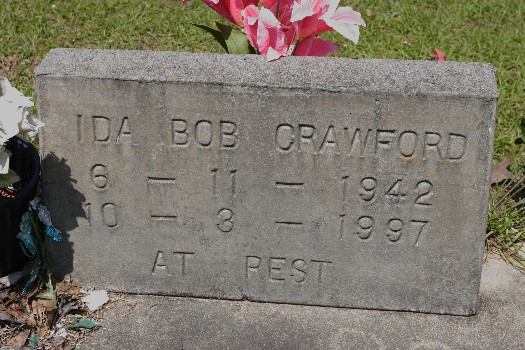 IDA BOB CRAWFORD
6 — 11 — 1942
10 — 3 — 1997
AT REST